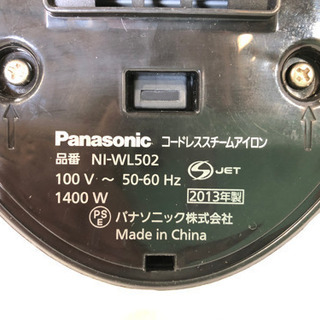 Panasonic コードレススチームアイロン
品番 NI-WL502
100 V ～ 50-60 Hz S JET
1400 W 2013年製
PS E パナソニック株式会社
Made in China